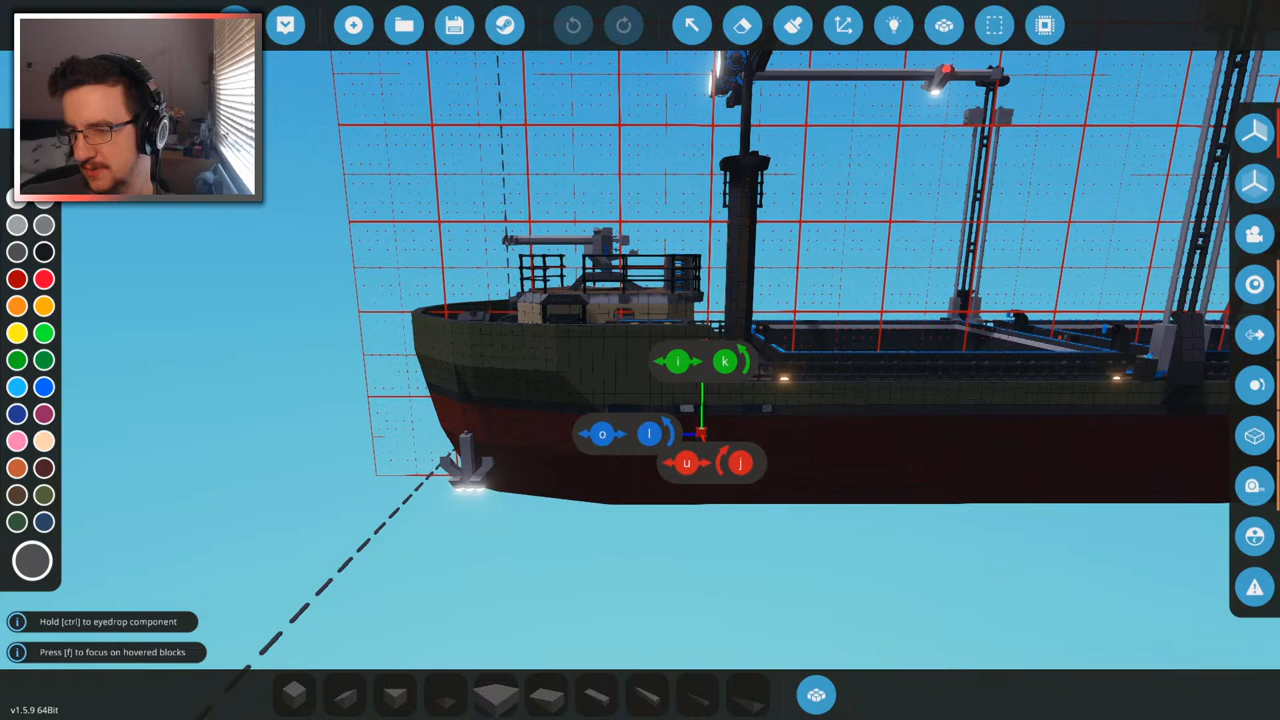 i k
o l
u j
Hold [ctrl] to eyedrop component
Press [f] to focus on hovered blocks
v1.5.9 64Bit